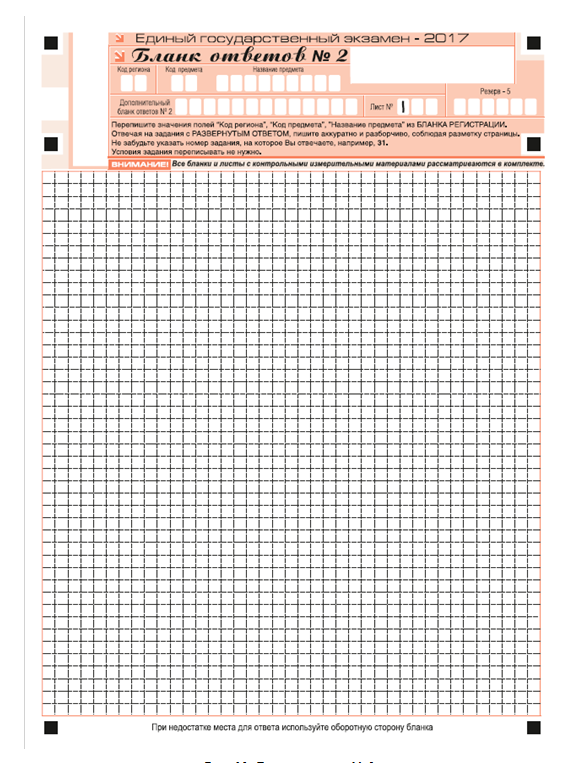 Единый государственный экзамен - 2017
Бланк ответов № 2
Код региона Код предмета Название предмета
Резерв - 5
Дополнительный
бланк ответов № 2
Лист № 1
Перепишите значения полей "Код региона", "Код предмета", "Название предмета" из БЛАНКА РЕГИСТРАЦИИ.
Отвечая на задания с РАЗВЕРНУТЫМ ОТВЕТОМ, пишите аккуратно и разборчиво, соблюдая разметку страницы.
Не забудьте указать номер задания, на которое Вы отвечаете, например, 31.
Условия задания переписывать не нужно.
ВНИМАНИЕ! Все бланки и листы с контрольными измерительными материалами рассматриваются в комплекте.
При недостатке места для ответа используйте оборотную сторону бланка